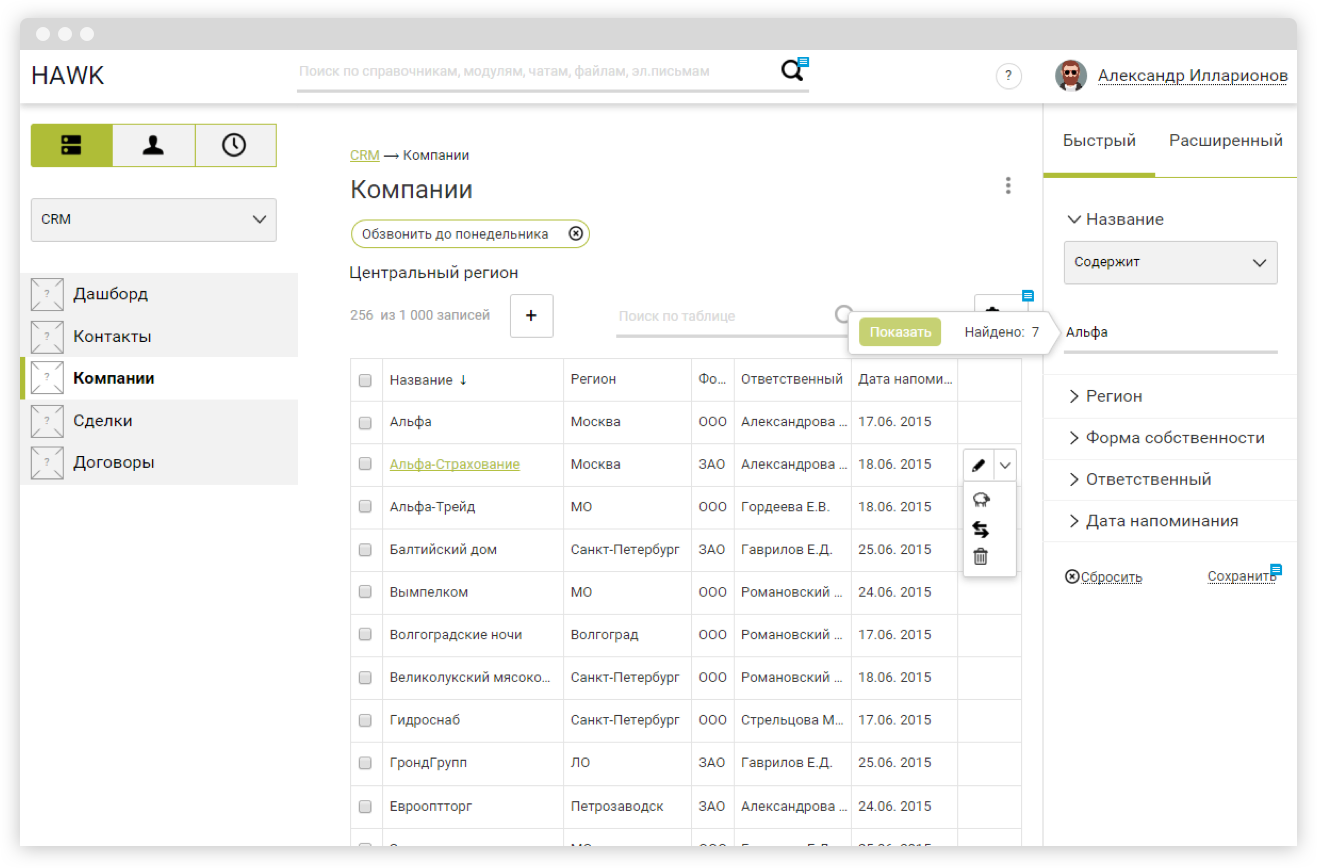 HAWK
Поиск по справочникам, модулям, чатам, файлам, эл.письмам
?
Александр Илларионов
CRM
? Дашборд
? Контакты
? Компании
? Сделки
? Договоры
CRM → Компании
Компании
Обзвонить до понедельника
Центральный регион
256 из 1 000 записей
+
Поиск по таблице
Показать Найдено: 7
Название ↓ Регион Фо... Ответственный Дата напоми...
Альфа Москва ООО Александрова ... 17.06. 2015
Альфа-Страхование Москва ЗАО Александрова ... 18.06. 2015
Альфа-Трейд МО ООО Гордеева Е.В. 18.06. 2015
Балтийский дом Санкт-Петербург ЗАО Гаврилов Е.Д. 25.06. 2015
Вымпелком МО ООО Романовский ... 24.06. 2015
Волгоградские ночи Волгоград ООО Романовский ... 17.06. 2015
Великолукский мясоко... Санкт-Петербург ООО Романовский ... 18.06. 2015
Гидроснаб Санкт-Петербург ООО Стрельцова М... 17.06. 2015
ГрондГрупп ЛО ЗАО Гаврилов Е.Д. 25.06. 2015
Еврооптторг Петрозаводск ЗАО Александрова ... 24.06. 2015
Быстрый Расширенный
Название
Содержит
Альфа
Регион
Форма собственности
Ответственный
Дата напоминания
Сбросить Сохранить